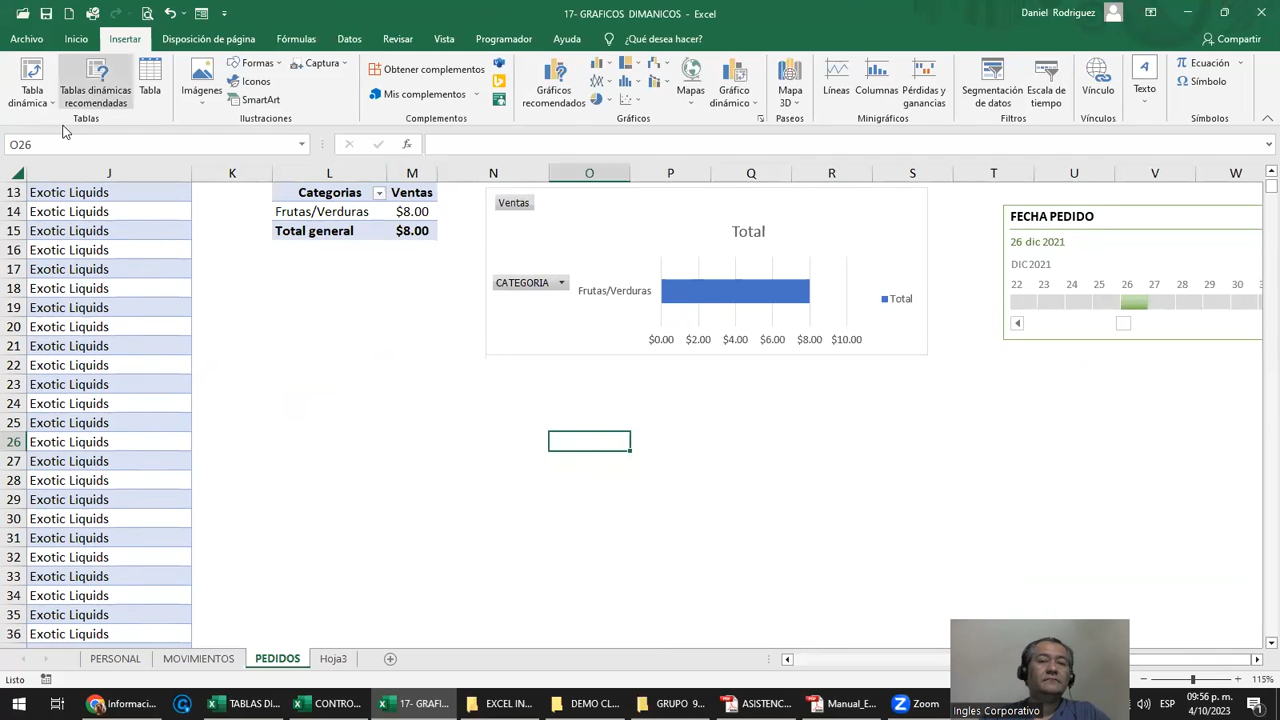 17- GRAFICOS DIMANICOS - Excel
Daniel Rodriguez
Archivo Inicio Insertar Disposición de página Fórmulas Datos Revisar Vista Programador Ayuda ¿Qué desea hacer? Compartir
Tabla dinámica
Tablas dinámicas recomendadas
Tabla
Tablas
Imágenes
Formas
Iconos
SmartArt
Captura
Ilustraciones
Obtener complementos
Mis complementos
Complementos
Gráficos recomendados
Mapas
Gráfico dinámico
Gráficos
Mapa 3D
Paseos
Líneas
Columnas
Pérdidas y ganancias
Minigráficos
Segmentación de datos
Escala de tiempo
Filtros
Vínculo
Vínculos
Texto
Ecuación
Símbolo
Símbolos
O26
fx
J K L M N O P Q R S T U V W
13 Exotic Liquids Categorias Ventas
14 Exotic Liquids Frutas/Verduras $8.00
15 Exotic Liquids Total general $8.00
16 Exotic Liquids
17 Exotic Liquids
18 Exotic Liquids
19 Exotic Liquids
20 Exotic Liquids
21 Exotic Liquids
22 Exotic Liquids
23 Exotic Liquids
24 Exotic Liquids
25 Exotic Liquids
26 Exotic Liquids
27 Exotic Liquids
28 Exotic Liquids
29 Exotic Liquids
30 Exotic Liquids
31 Exotic Liquids
32 Exotic Liquids
33 Exotic Liquids
34 Exotic Liquids
35 Exotic Liquids
36 Exotic Liquids
Ventas
Total
CATEGORIA
Frutas/Verduras
Total
$0.00 $2.00 $4.00 $6.00 $8.00 $10.00
FECHA PEDIDO
26 dic 2021
DIC 2021
22 23 24 25 26 27 28 29 30
PERSONAL MOVIMIENTOS PEDIDOS Hoja3
Listo
115%
Informaci...
TABLAS DI...
CONTRO...
17- GRAFI...
EXCEL IN...
DEMO CL...
GRUPO 9...
ASISTENC...
Manual_E...
Zoom
Ingles Corporativo
ESP
09:56 p. m.
4/10/2023